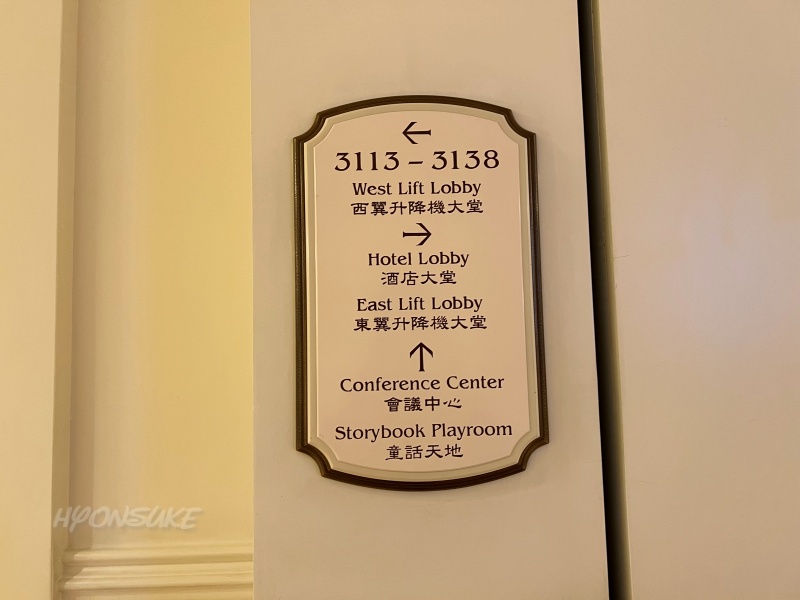 ←
3113 – 3138
West Lift Lobby
西翼升降機大堂
→
Hotel Lobby
酒店大堂
East Lift Lobby
東翼升降機大堂
↑
Conference Center
會議中心
Storybook Playroom
童話天地
HYONSUKE